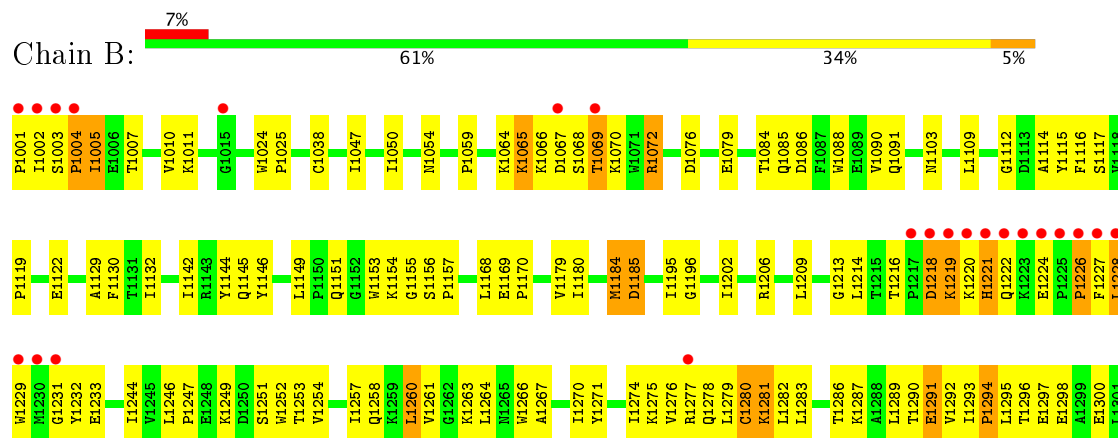 7%
Chain B:
61% 34% 5%
P1001 I1002 S1003 P1004 I1005 E1006 T1007 V1010 K1011 G1015 W1024 P1025 C1038 I1047 I1050 N1054 P1059 K1064 K1065 K1066 D1067 S1068 T1069 K1070 W1071 R1072 D1076 E1079 T1084 Q1085 D1086 F1087 W1088 E1089 V1090 Q1091 N1103 L1109 G1112 D1113 A1114 Y1115 F1116 S1117 V1118
P1119 E1122 A1129 F1130 T1131 I1132 I1142 R1143 Y1144 Q1145 Y1146 L1149 P1150 Q1151 G1152 W1153 K1154 G1155 S1156 P1157 L1168 E1169 P1170 V1179 I1180 M1184 D1185 I1195 G1196 I1202 R1206 L1209 G1213 L1214 T1215 T1216 P1217 D1218 K1219 K1220 H1221 Q1222 K1223 E1224 P1225 P1226 F1227 L1228
W1229 M1230 G1231 Y1232 E1233 I1244 V1245 L1246 P1247 E1248 K1249 D1250 S1251 W1252 T1253 V1254 I1257 Q1258 K1259 L1260 V1261 G1262 K1263 L1264 N1265 W1266 A1267 I1270 Y1271 I1274 K1275 V1276 R1277 Q1278 L1279 C1280 K1281 L1282 L1283 T1286 K1287 A1288 L1289 T1290 E1291 V1292 I1293 P1294 L1295 T1296 E1297 E1298 A1299 E1300